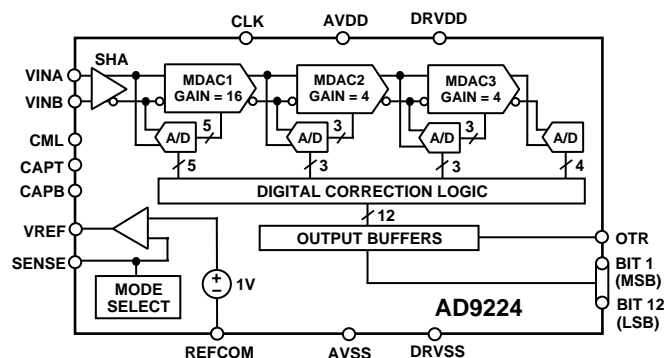 CLK AVDD DRVDD
SHA
VINA
VINB
MDAC1
GAIN = 16
MDAC2
GAIN = 4
MDAC3
GAIN = 4
A/D 5
A/D 3
A/D 3
A/D
5 3 3 4
CML
CAPT
CAPB
DIGITAL CORRECTION LOGIC
12
VREF
OUTPUT BUFFERS
OTR
SENSE
BIT 1
(MSB)
MODE
SELECT
1V
AD9224
BIT 12
(LSB)
REFCOM AVSS DRVSS